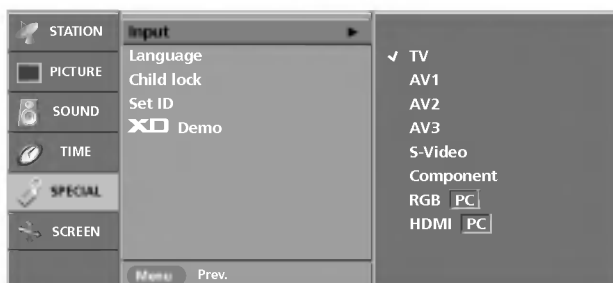 STATION
PICTURE
SOUND
TIME
SPECIAL
SCREEN
Input
Language
Child lock
Set ID
XD Demo
Menu Prev.
✓ TV
AV1
AV2
AV3
S-Video
Component
RGB PC
HDMI PC